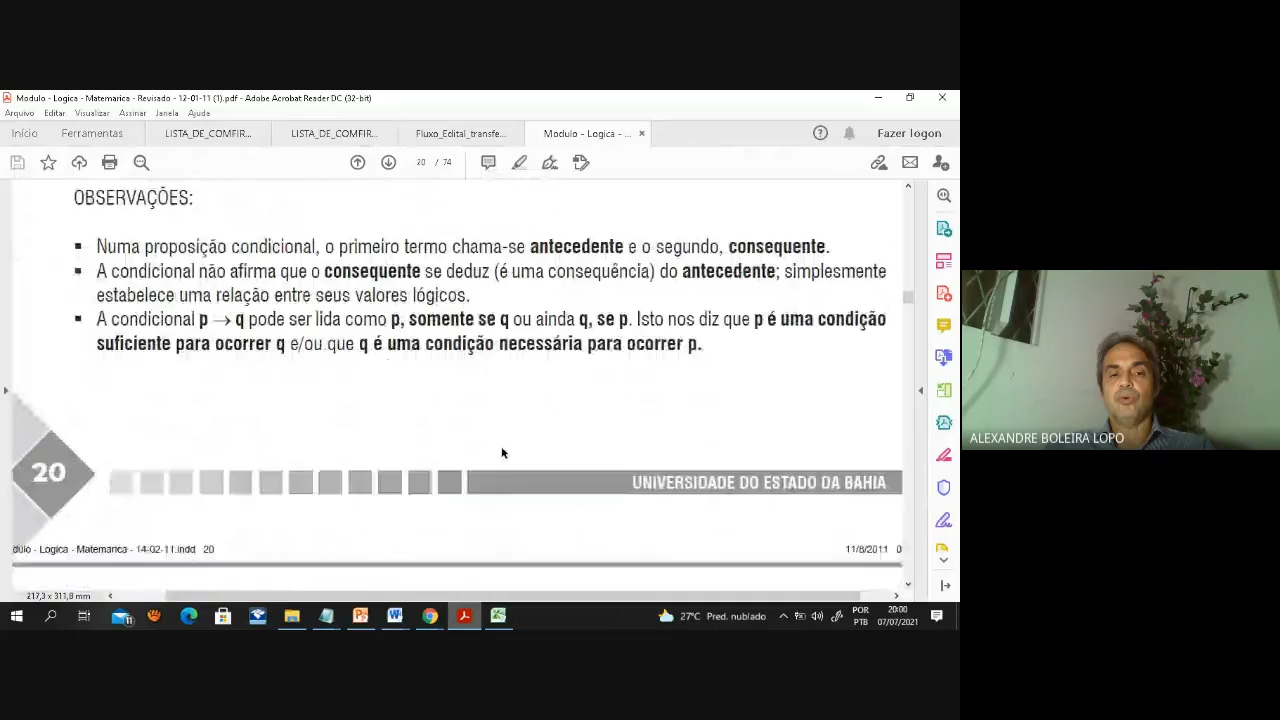 Modulo - Logica - Matemarica - Revisado - 12-01-11 (1).pdf - Adobe Acrobat Reader DC (32-bit)
Arquivo Editar Visualizar Assinar Janela Ajuda
Início Ferramentas LISTA_DE_COMFIR... LISTA_DE_COMFIR... Fluxo_Edital_transfe... Modulo - Logica - ... × Fazer logon
20 / 74
OBSERVAÇÕES:
▪ Numa proposição condicional, o primeiro termo chama-se antecedente e o segundo, consequente.
▪ A condicional não afirma que o consequente se deduz (é uma consequência) do antecedente; simplesmente
estabelece uma relação entre seus valores lógicos.
▪ A condicional p → q pode ser lida como p, somente se q ou ainda q, se p. Isto nos diz que p é uma condição
suficiente para ocorrer q e/ou que q é uma condição necessária para ocorrer p.
ALEXANDRE BOLEIRA LOPO
20
UNIVERSIDADE DO ESTADO DA BAHIA
dulo - Logica - Matemarica - 14-02-11.indd 20 11/8/2011 0
217,3 x 311,8 mm
11 27°C Pred. nublado POR 20:00
PTB 07/07/2021